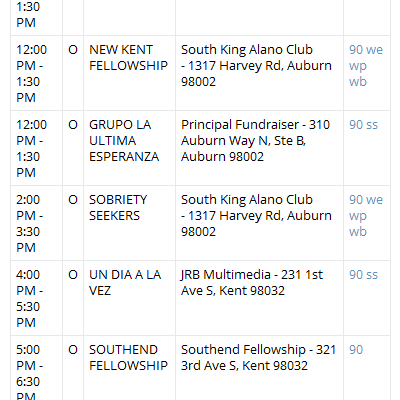 1:30
PM
12:00 PM - 1:30 PM O NEW KENT FELLOWSHIP South King Alano Club - 1317 Harvey Rd, Auburn 98002 90 we wp wb
12:00 PM - 1:30 PM O GRUPO LA ULTIMA ESPERANZA Principal Fundraiser - 310 Auburn Way N, Ste B, Auburn 98002 90 ss
2:00 PM - 3:30 PM O SOBRIETY SEEKERS South King Alano Club - 1317 Harvey Rd, Auburn 98002 90 we wp wb
4:00 PM - 5:30 PM O UN DIA A LA VEZ JRB Multimedia - 231 1st Ave S, Kent 98032 90 ss
5:00 PM - 6:30 PM O SOUTHEND FELLOWSHIP Southend Fellowship - 321 3rd Ave S, Kent 98032 90